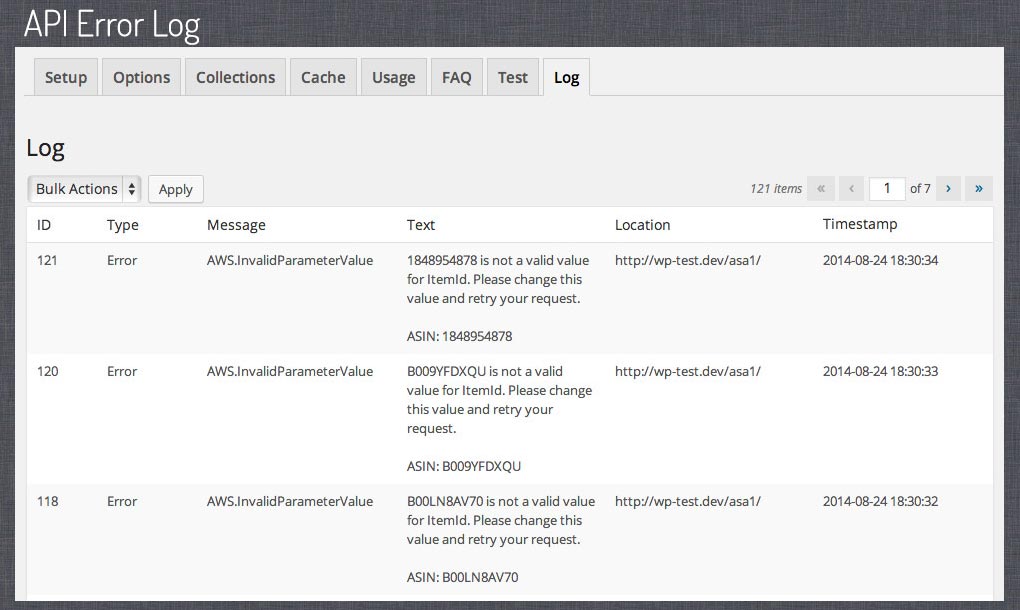 API Error Log
Setup Options Collections Cache Usage FAQ Test Log
Log
Bulk Actions Apply 121 items « ‹ 1 of 7 › »
ID Type Message Text Location Timestamp
121 Error AWS.InvalidParameterValue 1848954878 is not a valid value http://wp-test.dev/asa1/ 2014-08-24 18:30:34
for ItemId. Please change this
value and retry your request.
ASIN: 1848954878
120 Error AWS.InvalidParameterValue B009YFDXQU is not a valid http://wp-test.dev/asa1/ 2014-08-24 18:30:33
value for ItemId. Please change
this value and retry your
request.
ASIN: B009YFDXQU
118 Error AWS.InvalidParameterValue B00LN8AV70 is not a valid value http://wp-test.dev/asa1/ 2014-08-24 18:30:32
for ItemId. Please change this
value and retry your request.
ASIN: B00LN8AV70